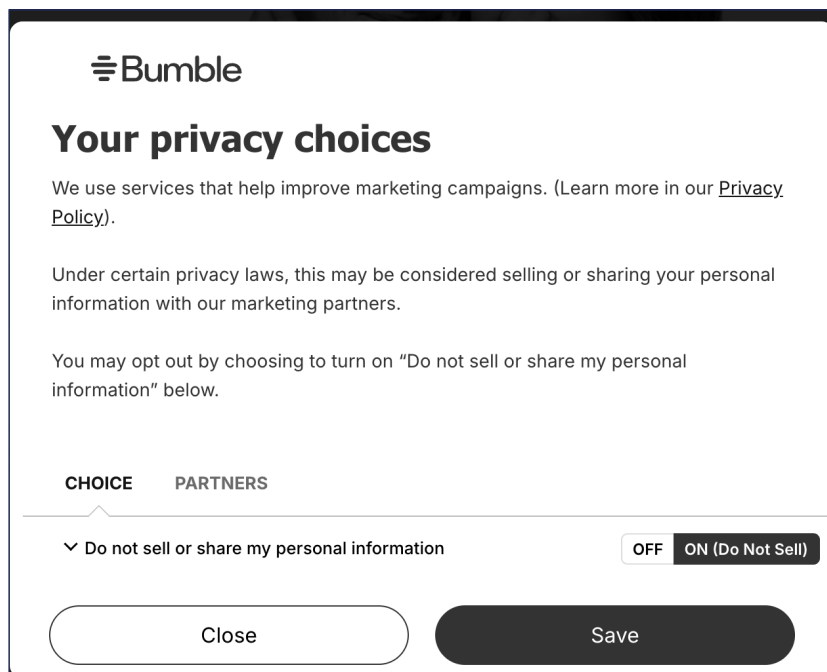 Bumble
Your privacy choices
We use services that help improve marketing campaigns. (Learn more in our Privacy
Policy).
Under certain privacy laws, this may be considered selling or sharing your personal
information with our marketing partners.
You may opt out by choosing to turn on “Do not sell or share my personal
information” below.
CHOICE PARTNERS
Do not sell or share my personal information OFF ON (Do Not Sell)
Close Save